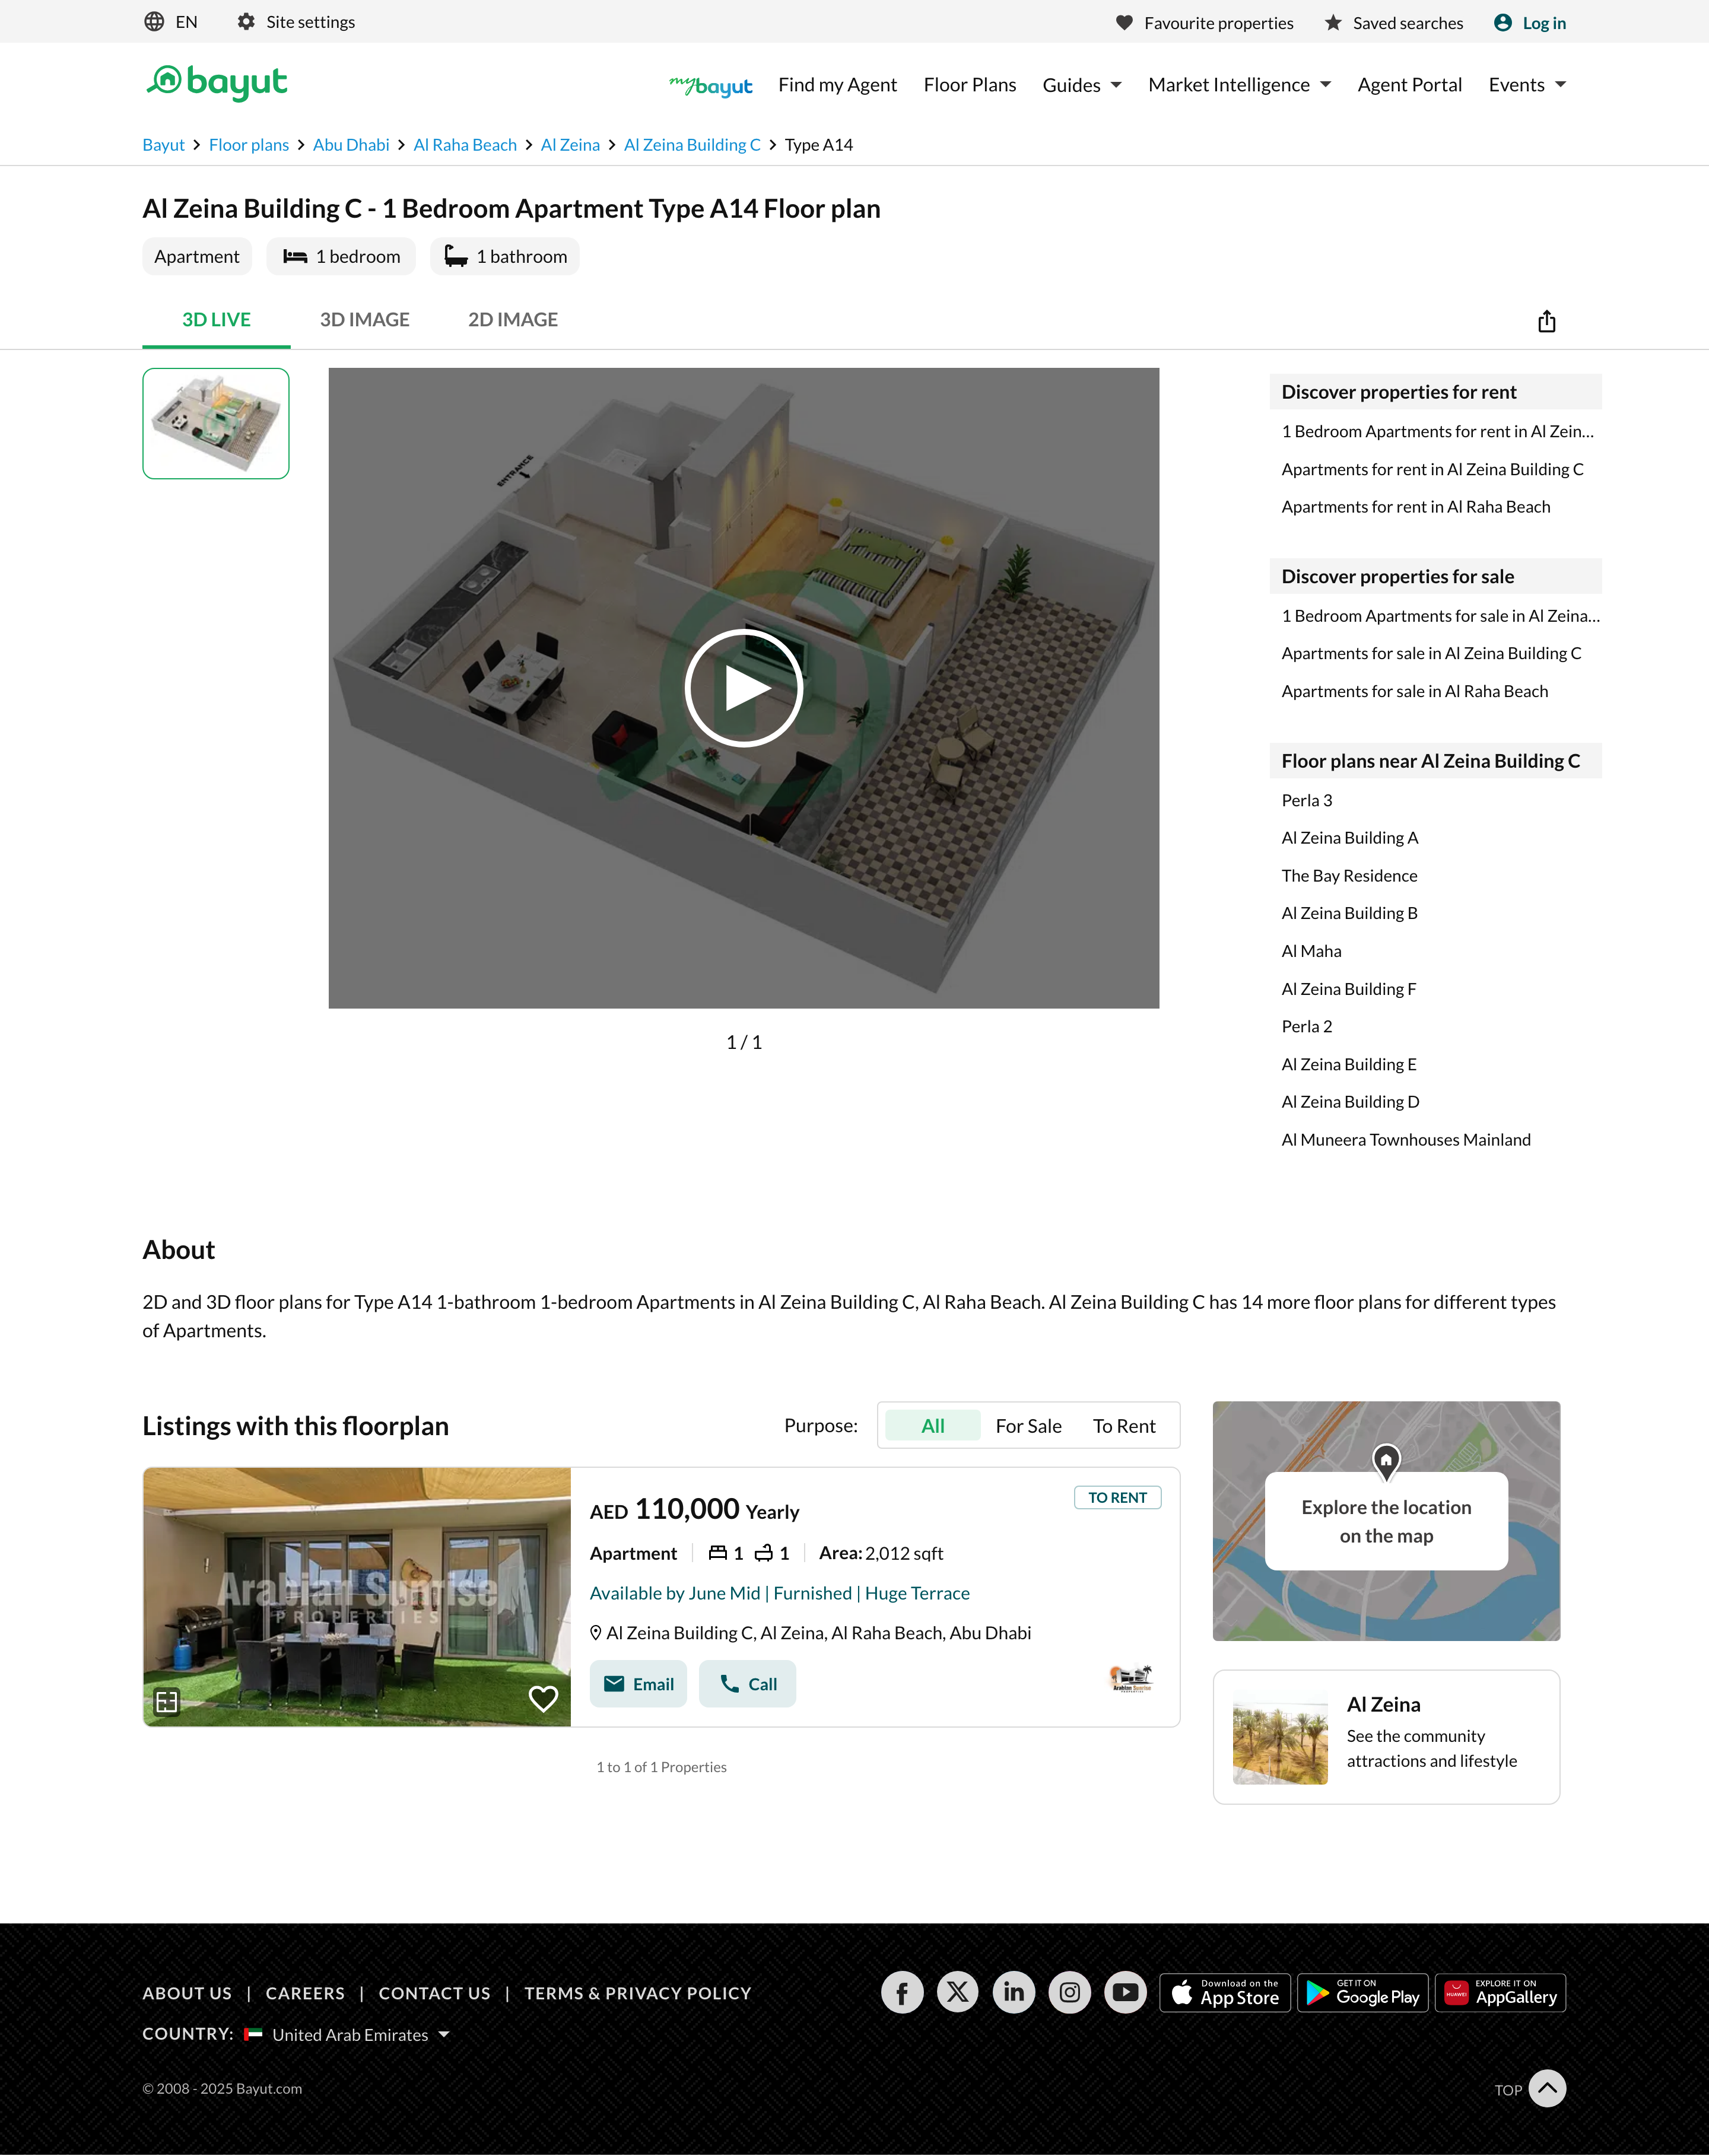 EN Site settings Favourite properties Saved searches Log in
bayut mybayut Find my Agent Floor Plans Guides Market Intelligence Agent Portal Events
Bayut > Floor plans > Abu Dhabi > Al Raha Beach > Al Zeina > Al Zeina Building C > Type A14
Al Zeina Building C - 1 Bedroom Apartment Type A14 Floor plan
Apartment 1 bedroom 1 bathroom
3D LIVE 3D IMAGE 2D IMAGE
ENTRANCE
1 / 1
Discover properties for rent
1 Bedroom Apartments for rent in Al Zein...
Apartments for rent in Al Zeina Building C
Apartments for rent in Al Raha Beach
Discover properties for sale
1 Bedroom Apartments for sale in Al Zeina...
Apartments for sale in Al Zeina Building C
Apartments for sale in Al Raha Beach
Floor plans near Al Zeina Building C
Perla 3
Al Zeina Building A
The Bay Residence
Al Zeina Building B
Al Maha
Al Zeina Building F
Perla 2
Al Zeina Building E
Al Zeina Building D
Al Muneera Townhouses Mainland
About
2D and 3D floor plans for Type A14 1-bathroom 1-bedroom Apartments in Al Zeina Building C, Al Raha Beach. Al Zeina Building C has 14 more floor plans for different types
of Apartments.
Listings with this floorplan Purpose: All For Sale To Rent
Arabian Sunrise
PROPERTIES
TO RENT
AED 110,000 Yearly
Apartment 1 1 Area: 2,012 sqft
Available by June Mid | Furnished | Huge Terrace
Al Zeina Building C, Al Zeina, Al Raha Beach, Abu Dhabi
Email Call
Arabian Sunrise
1 to 1 of 1 Properties
Explore the location
on the map
Al Zeina
See the community
attractions and lifestyle
ABOUT US | CAREERS | CONTACT US | TERMS & PRIVACY POLICY
Download on the App Store
GET IT ON Google Play
HUAWEI EXPLORE IT ON AppGallery
COUNTRY: United Arab Emirates
© 2008 - 2025 Bayut.com
TOP